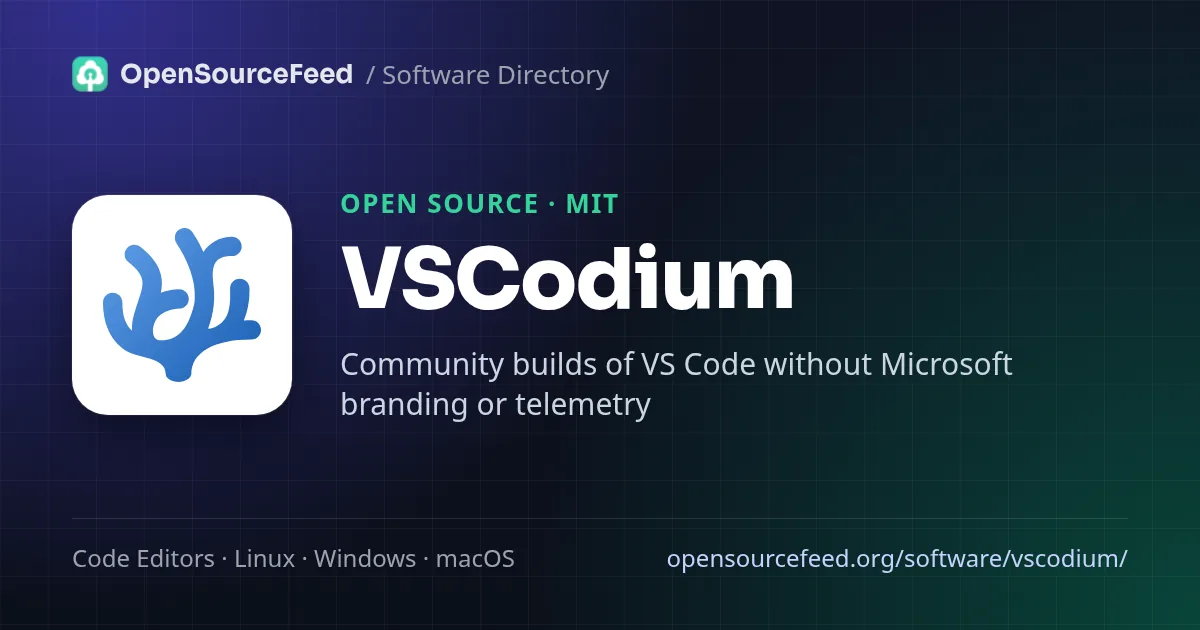 OpenSourceFeed / Software Directory
OPEN SOURCE · MIT
VSCodium
Community builds of VS Code without Microsoft
branding or telemetry
Code Editors · Linux · Windows · macOS
opensourcefeed.org/software/vscodium/